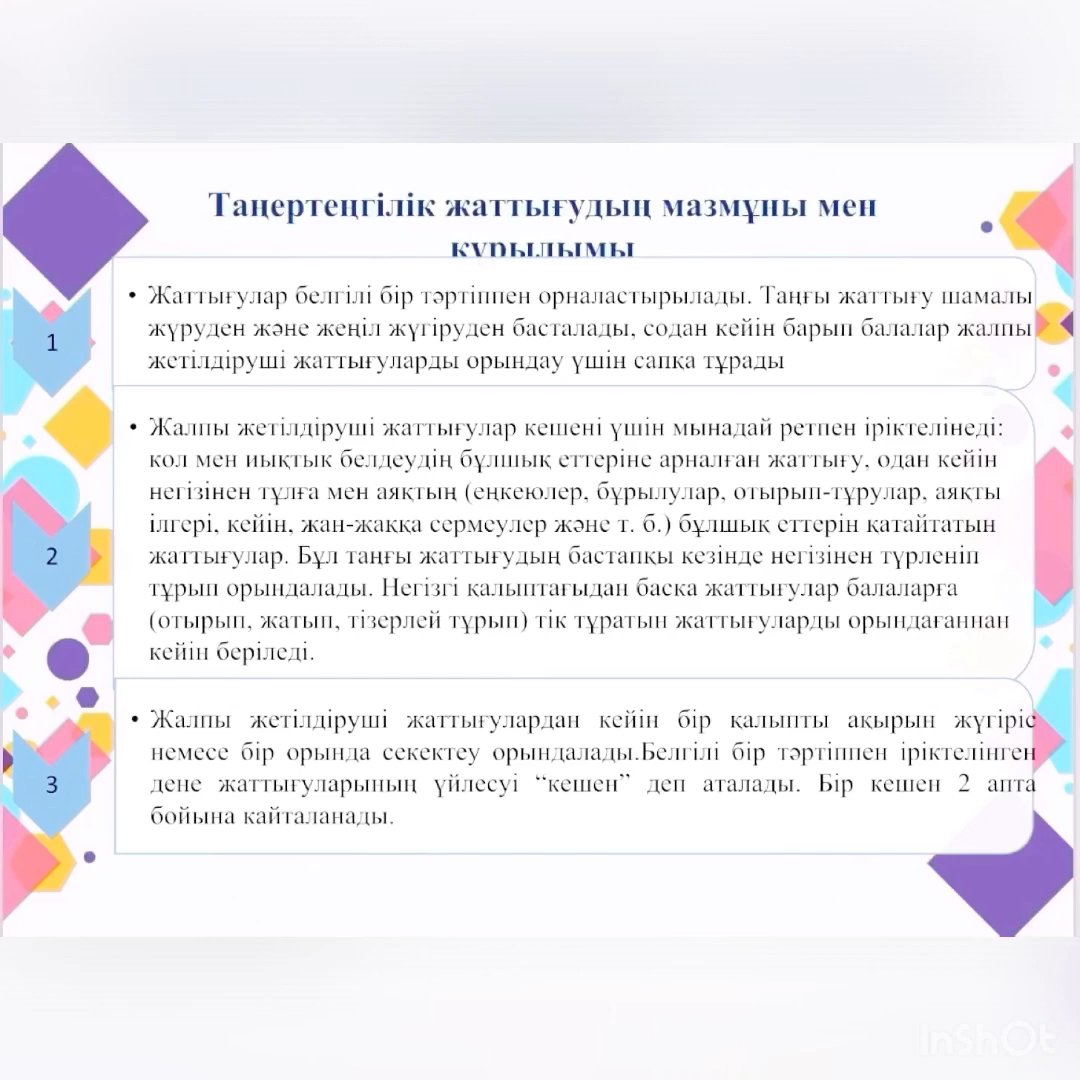 Таңертеңгілік жаттығудың мазмұны мен
құрылымы
1
• Жаттығулар белгілі бір тәртіппен орналастырылады. Таңғы жаттығу шамалы
жүруден және жеңіл жүгіруден басталады, содан кейін барып балалар жалпы
жетілдіруші жаттығуларды орындау үшін сапқа тұрады
2
• Жалпы жетілдіруші жаттығулар кешені үшін мынадай ретпен іріктелінеді:
кол мен иықтык белдеудің бұлшық еттеріне арналған жаттығу, одан кейін
негізінен тұлға мен аяқтың (еңкеюлер, бұрылулар, отырып-тұрулар, аяқты
ілгері, кейін, жан-жаққа сермеулер және т. б.) бұлшық еттерін қатайтатын
жаттығулар. Бұл таңғы жаттығудың бастапқы кезінде негізінен түрленіп
тұрып орындалады. Негізгі қалыптағыдан баска жаттығулар балаларға
(отырып, жатып, тізерлей тұрып) тік тұратын жаттығуларды орындағаннан
кейін беріледі.
3
• Жалпы жетілдіруші жаттығулардан кейін бір қалыпты ақырын жүгіріс
немесе бір орында секектеу орындалады.Белгілі бір тәртіппен іріктелінген
дене жаттығуларының үйлесуі “кешен” деп аталады. Бір кешен 2 апта
бойына кайталанады.
InShOt